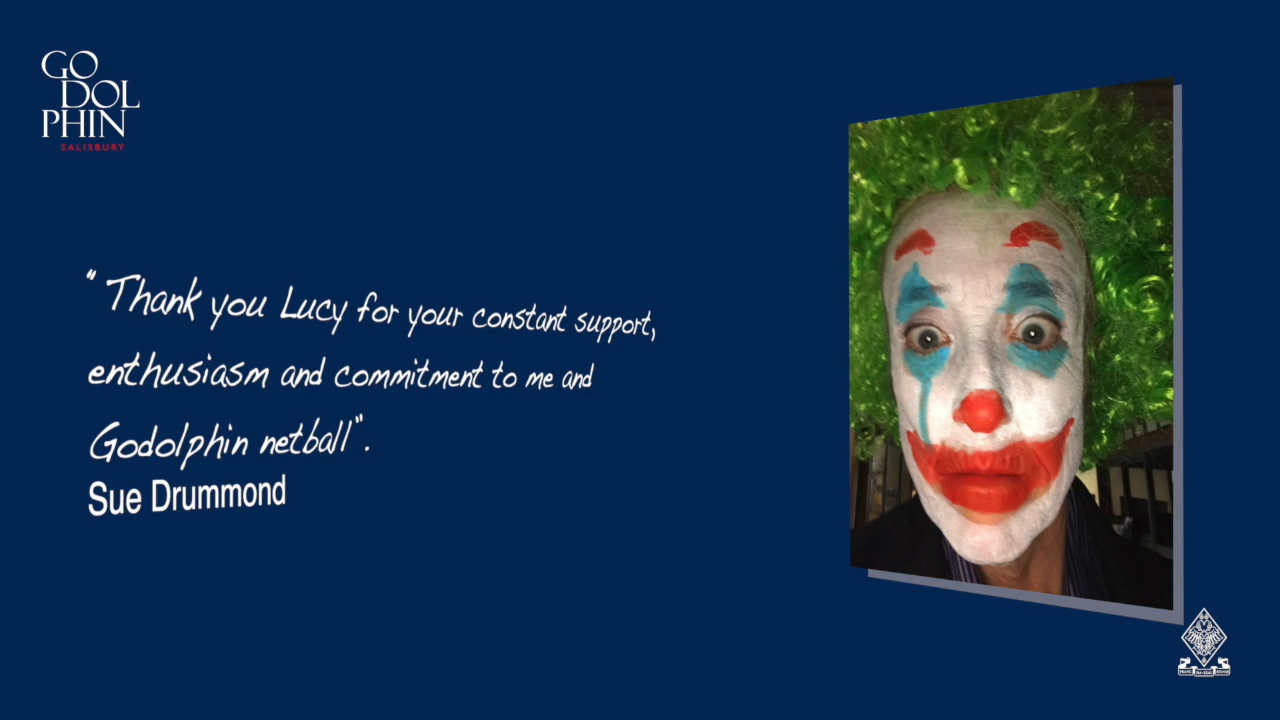 GO
DOL
PHIN
SALISBURY
"Thank you Lucy for your constant support,
enthusiasm and commitment to me and
Godolphin netball".
Sue Drummond